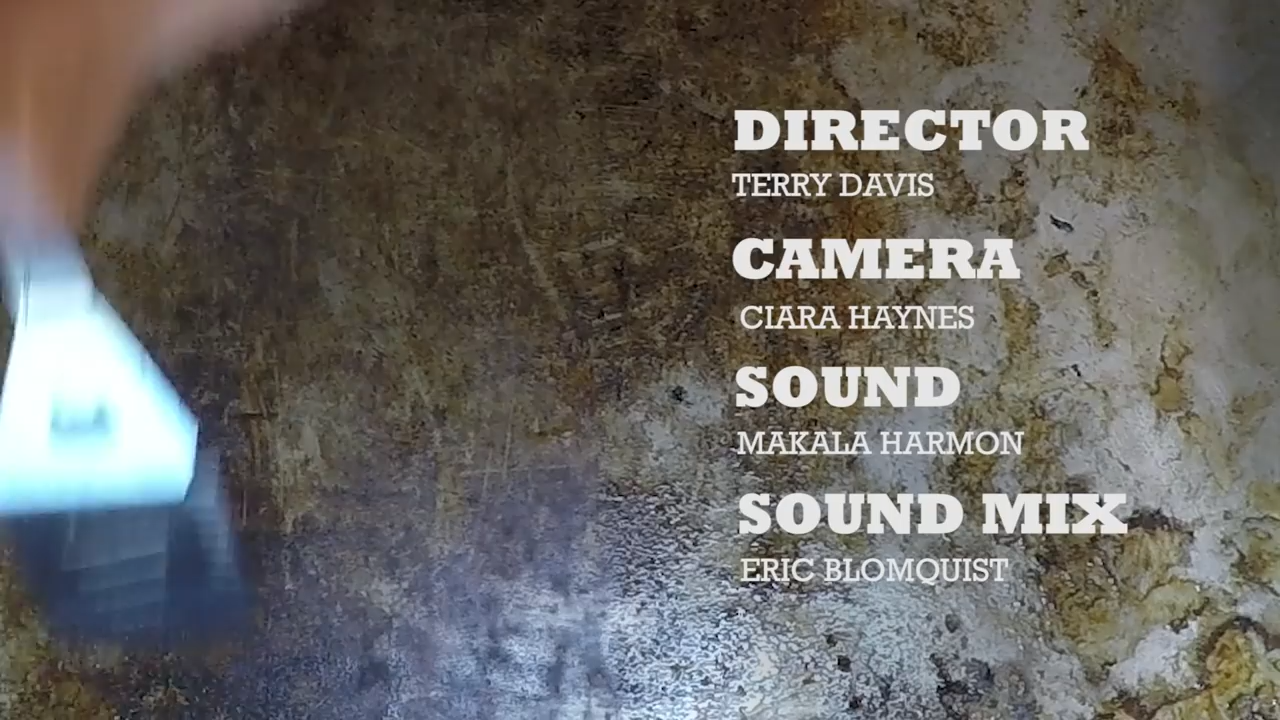 DIRECTOR
TERRY DAVIS
CAMERA
CIARA HAYNES
SOUND
MAKALA HARMON
SOUND MIX
ERIC BLOMQUIST